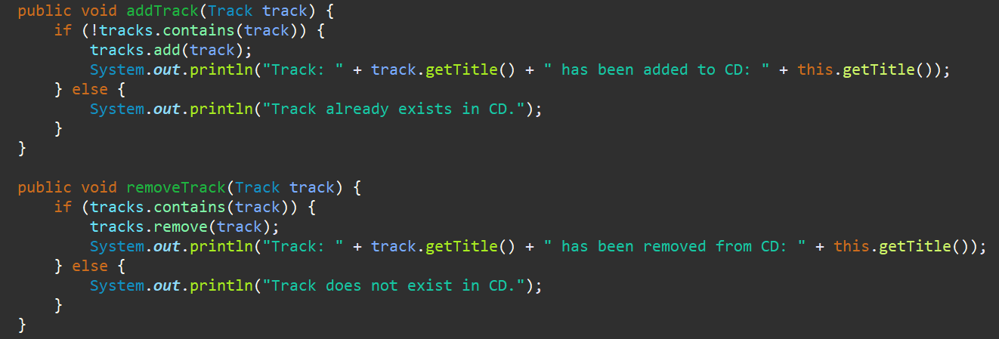 public void addTrack(Track track) {
    if (!tracks.contains(track)) {
        tracks.add(track);
        System.out.println("Track: " + track.getTitle() + " has been added to CD: " + this.getTitle());
    } else {
        System.out.println("Track already exists in CD.");
    }
}

public void removeTrack(Track track) {
    if (tracks.contains(track)) {
        tracks.remove(track);
        System.out.println("Track: " + track.getTitle() + " has been removed from CD: " + this.getTitle());
    } else {
        System.out.println("Track does not exist in CD.");
    }
}